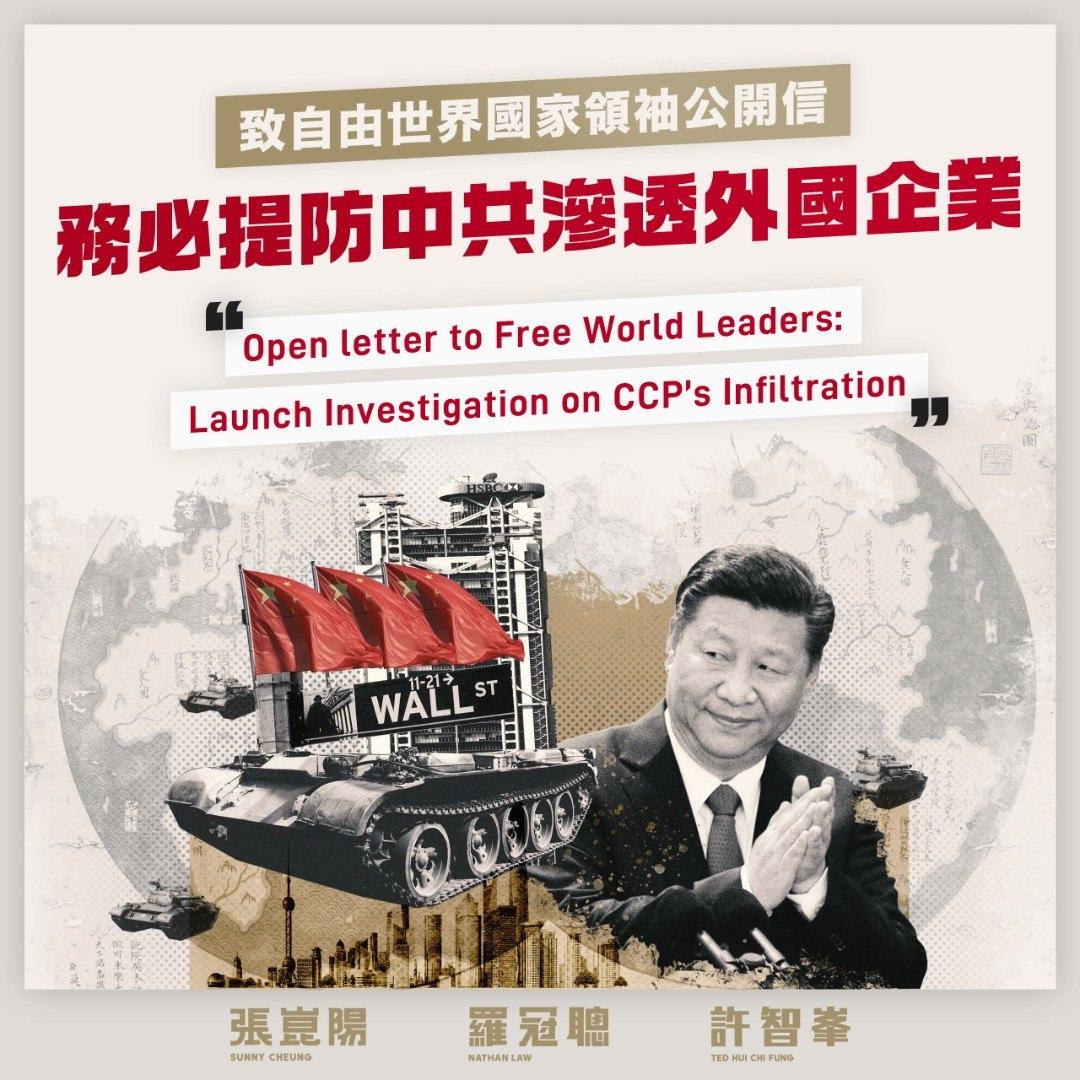 致自由世界國家領袖公開信
務必提防中共滲透外國企業
“Open letter to Free World Leaders:
Launch Investigation on CCP's Infiltration”
HSBC
11-21→
WALL ST
張崑陽
SUNNY CHEUNG
羅冠聰
NATHAN LAW
許智峯
TED HUI CHI FUNG